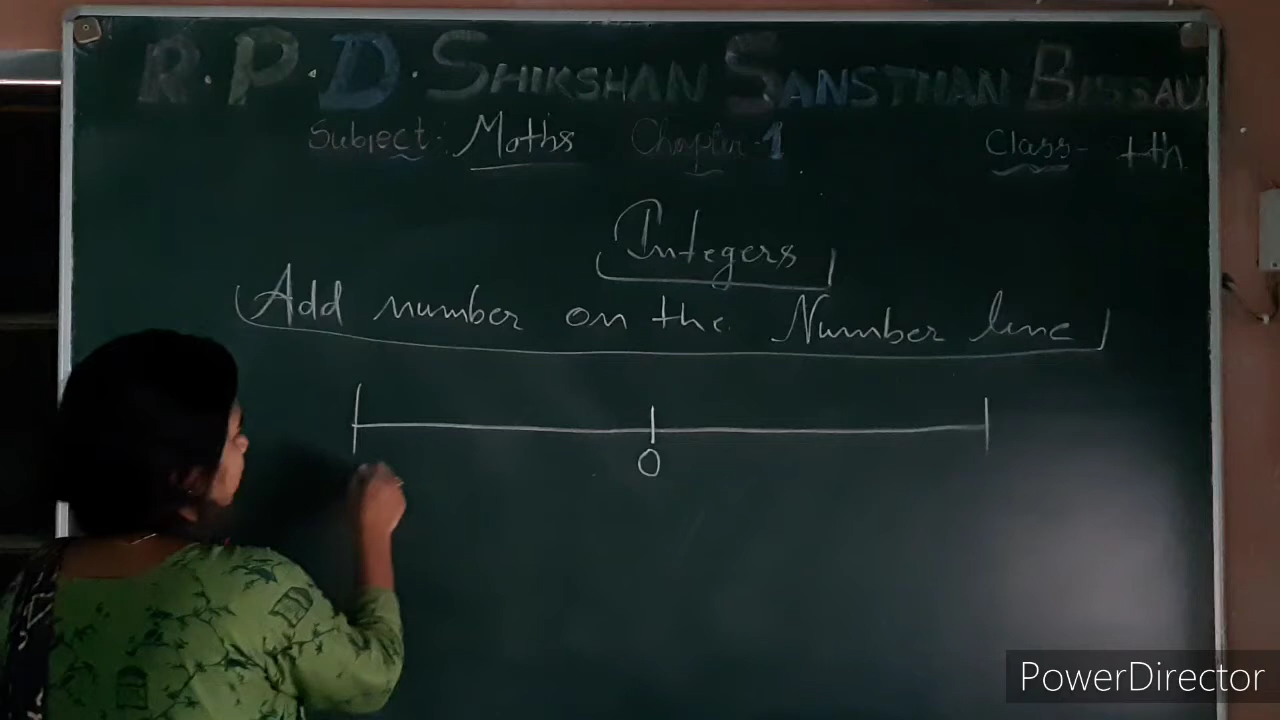 R.P.D. SHIKSHAN SANSTHAN BISSAU
Subject: Maths Chapter-1 Class- 7th
Integers
Add number on the Number line
0
PowerDirector